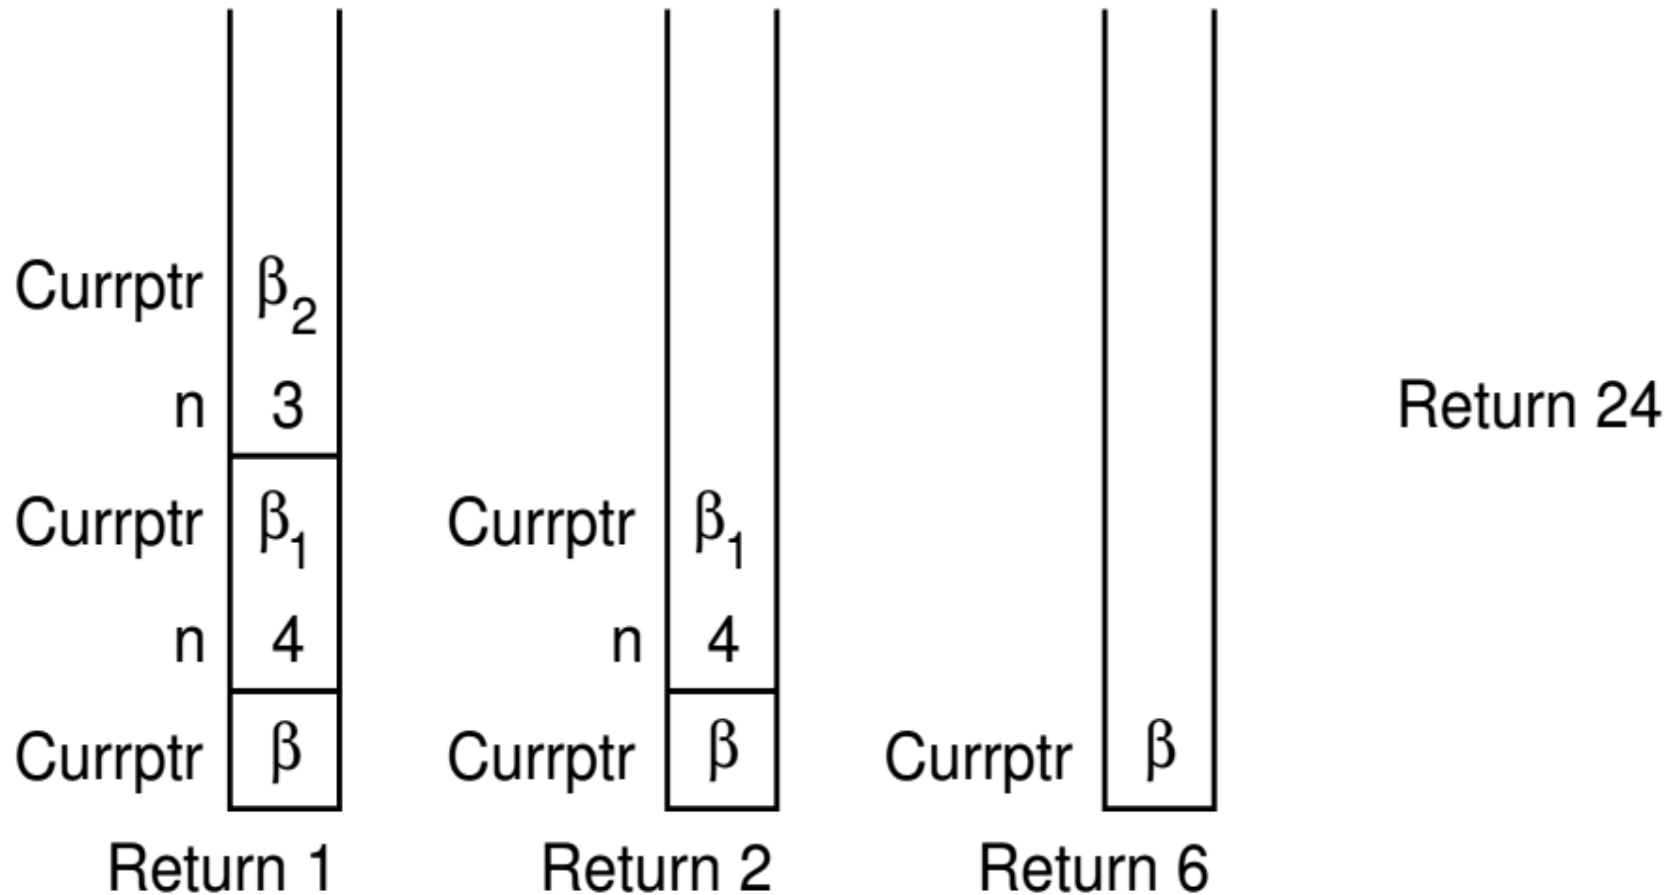 Currptr β2
n 3 Return 24
Currptr β1 Currptr β1
n 4 n 4
Currptr β Currptr β Currptr β
Return 1 Return 2 Return 6